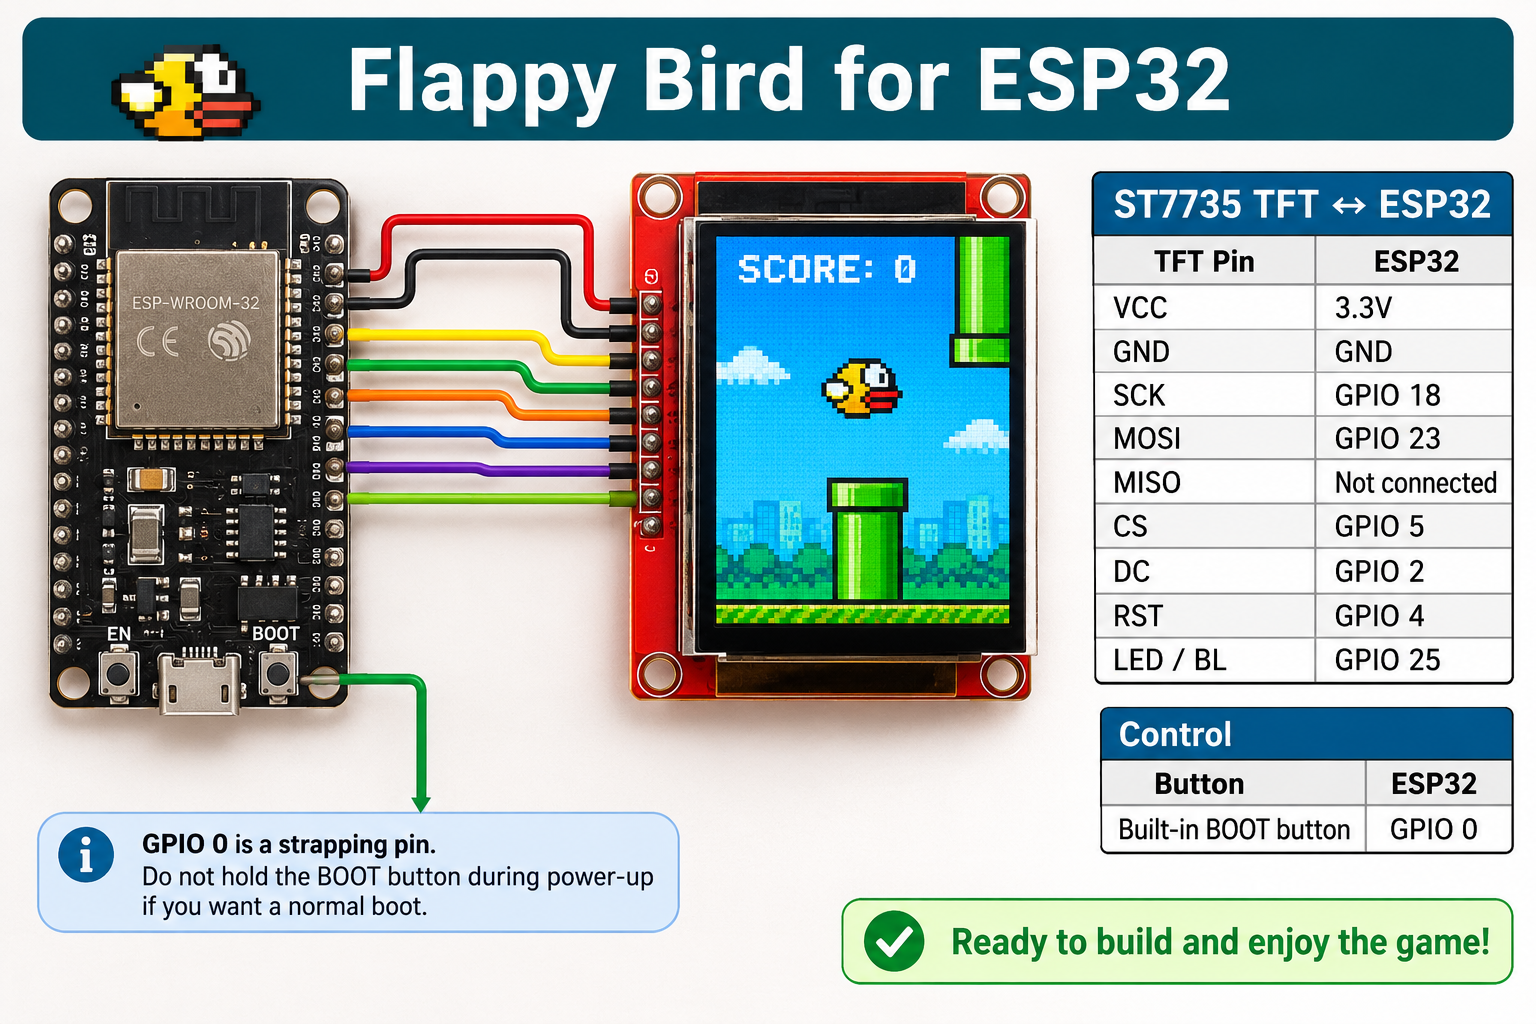 Flappy Bird for ESP32
ESP-WROOM-32
CE
EN
BOOT
SCORE: 0
ST7735 TFT ↔ ESP32
TFT Pin ESP32
VCC 3.3V
GND GND
SCK GPIO 18
MOSI GPIO 23
MISO Not connected
CS GPIO 5
DC GPIO 2
RST GPIO 4
LED / BL GPIO 25
Control
Button ESP32
Built-in BOOT button GPIO 0
i
GPIO 0 is a strapping pin.
Do not hold the BOOT button during power-up
if you want a normal boot.
Ready to build and enjoy the game!